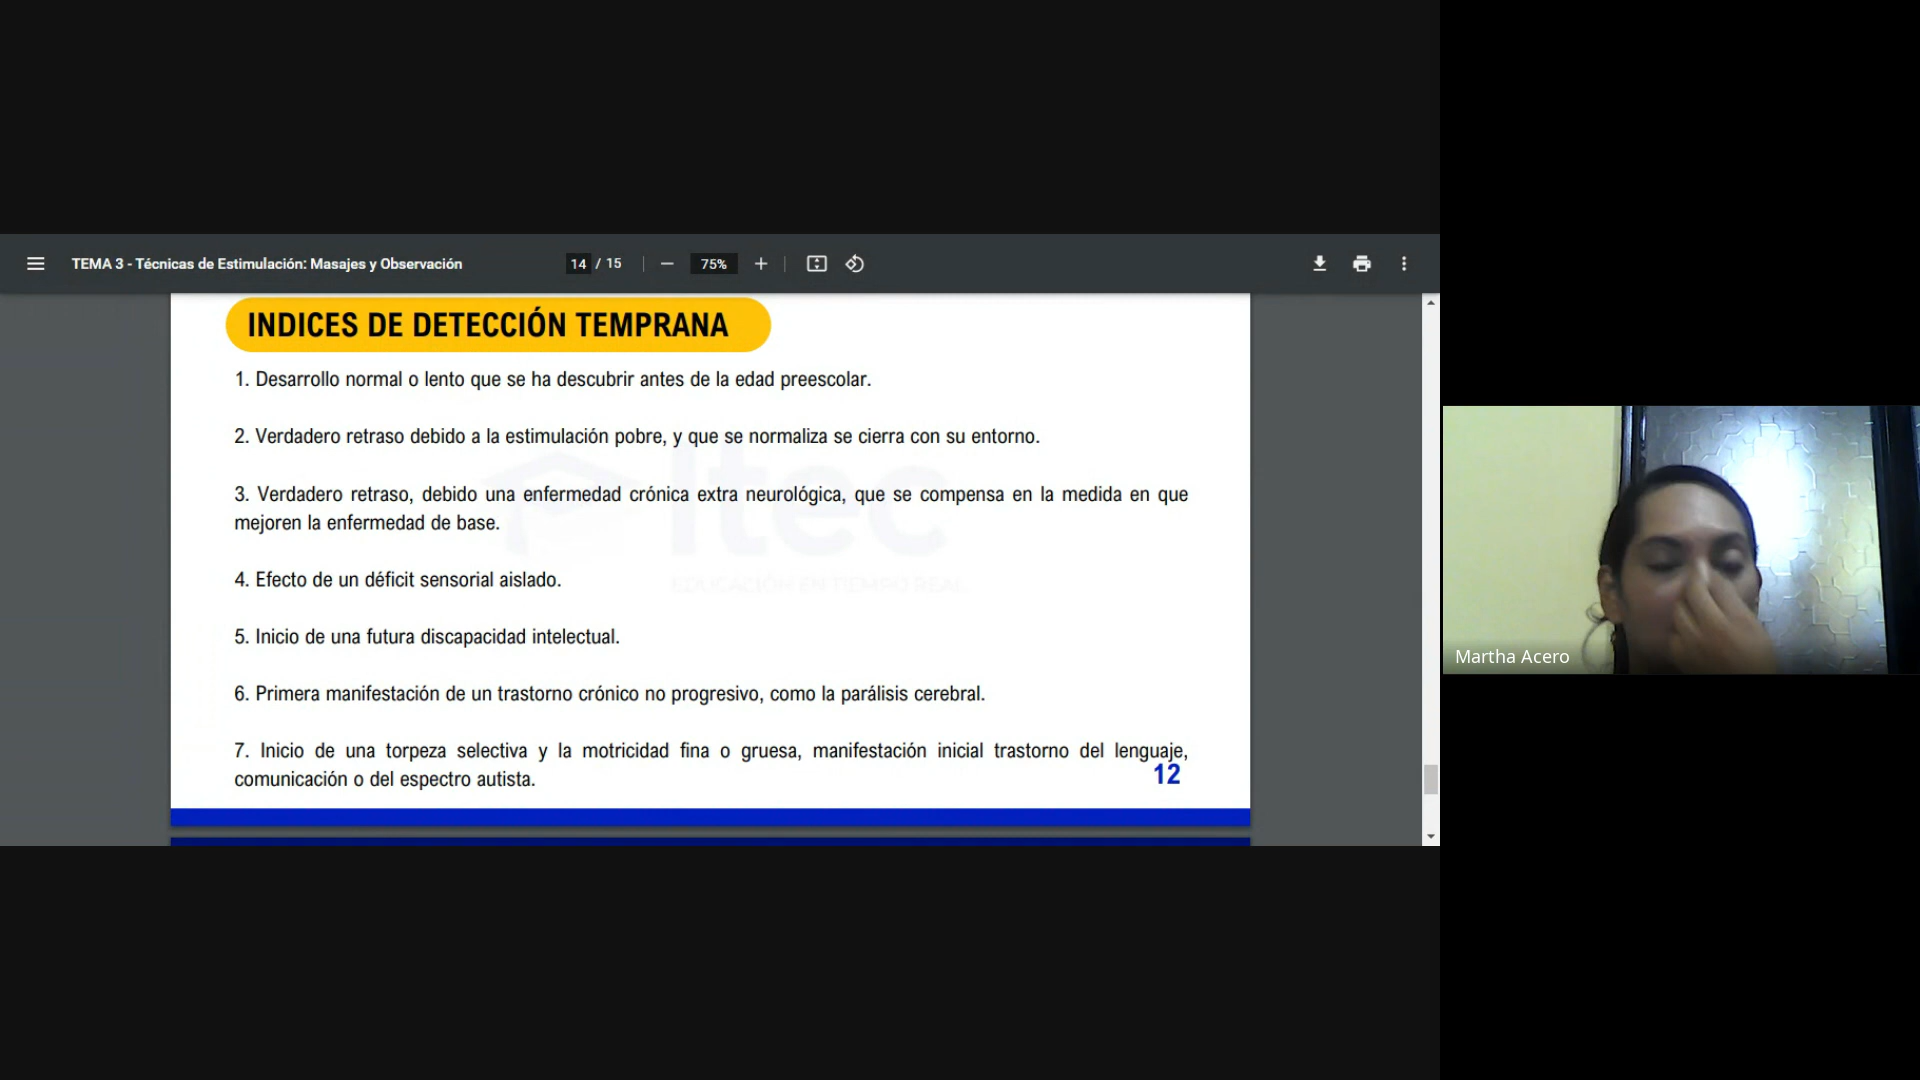 TEMA 3 - Técnicas de Estimulación: Masajes y Observación
14 / 15
75%
INDICES DE DETECCIÓN TEMPRANA
1. Desarrollo normal o lento que se ha descubrir antes de la edad preescolar.
2. Verdadero retraso debido a la estimulación pobre, y que se normaliza se cierra con su entorno.
3. Verdadero retraso, debido una enfermedad crónica extra neurológica, que se compensa en la medida en que
mejoren la enfermedad de base.
4. Efecto de un déficit sensorial aislado.
5. Inicio de una futura discapacidad intelectual.
6. Primera manifestación de un trastorno crónico no progresivo, como la parálisis cerebral.
7. Inicio de una torpeza selectiva y la motricidad fina o gruesa, manifestación inicial trastorno del lenguaje,
comunicación o del espectro autista.
12
Itec
EDUCACIÓN EN TIEMPO REAL
Martha Acero